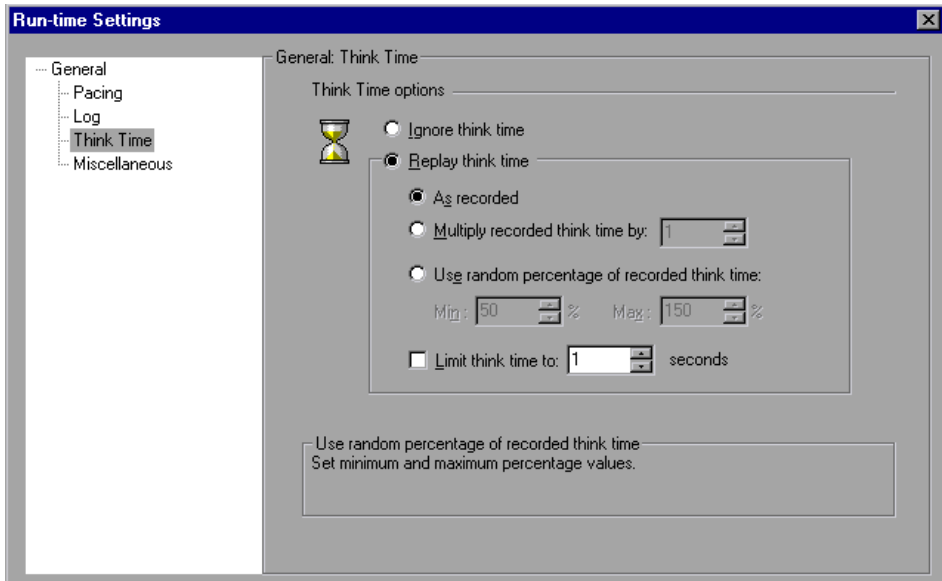 Run-time Settings
General
Pacing
Log
Think Time
Miscellaneous
General: Think Time
Think Time options
Ignore think time
Replay think time
As recorded
Multiply recorded think time by: 1
Use random percentage of recorded think time:
Min : 50 % Max : 150 %
Limit think time to: 1 seconds
Use random percentage of recorded think time
Set minimum and maximum percentage values.